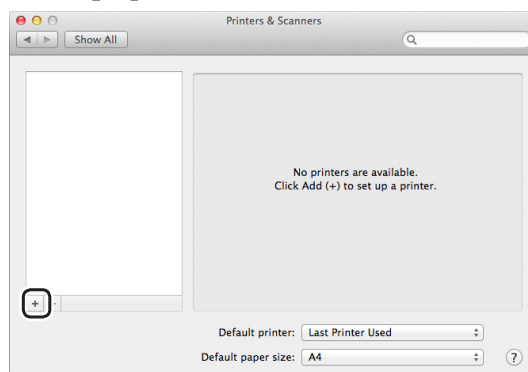 Printers & Scanners
Show All
No printers are available.
Click Add (+) to set up a printer.
+ -
Default printer: Last Printer Used
Default paper size: A4 ?